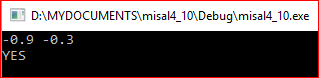 D:\MYDOCUMENTS\misal4_10\Debug\misal4_10.exe
-0.9 -0.3
YES